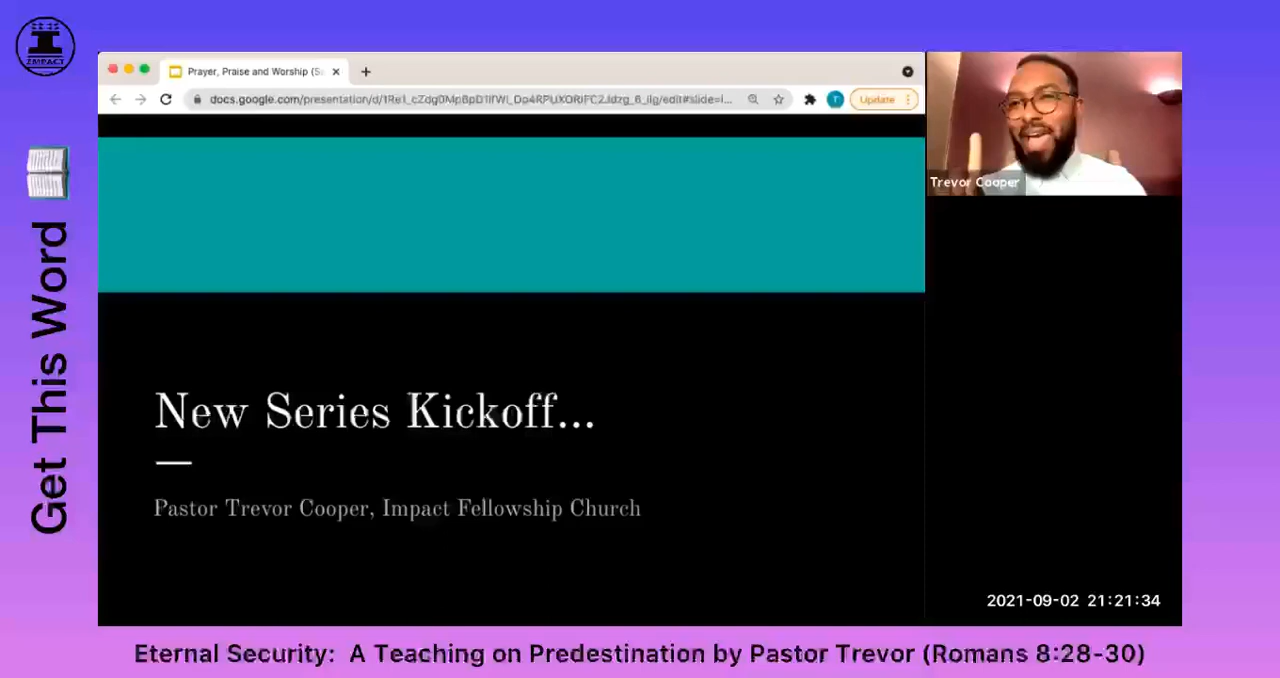 IMPACT
Get This Word
Prayer, Praise and Worship (S
Update
Trevor Cooper
New Series Kickoff...
Pastor Trevor Cooper, Impact Fellowship Church
2021-09-02 21:21:34
Eternal Security: A Teaching on Predestination by Pastor Trevor (Romans 8:28-30)